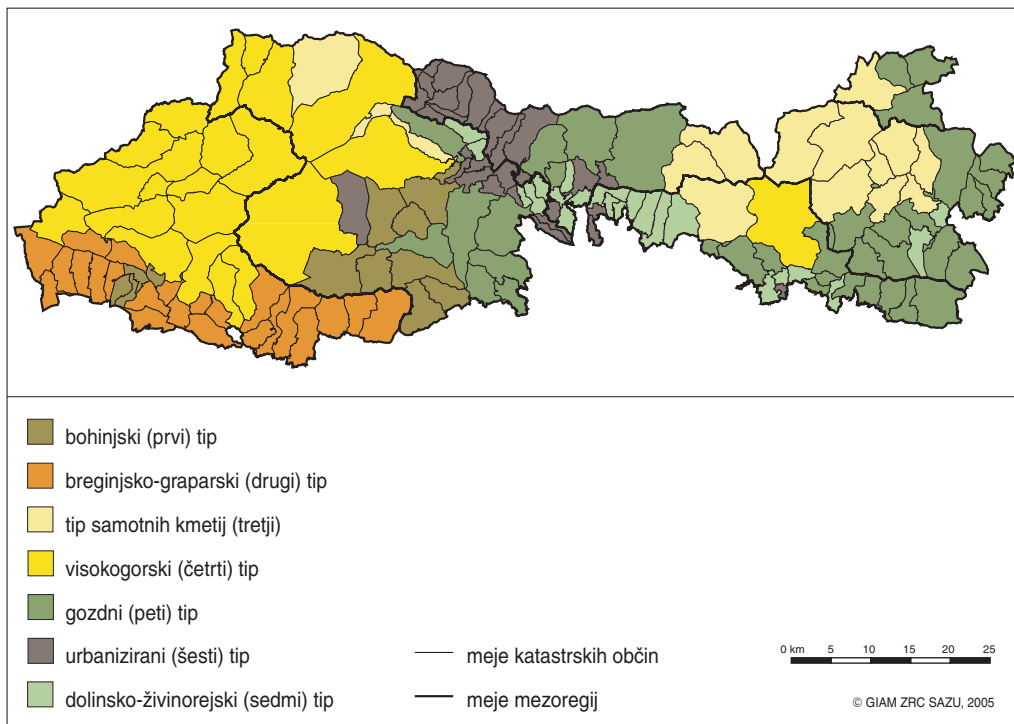 bohinjski (prvi) tip
breginjsko-graparski (drugi) tip
tip samotnih kmetij (tretji)
visokogorski (četrti) tip
gozdni (peti) tip
urbanizirani (šesti) tip
dolinsko-živinorejski (sedmi) tip
meje katastrskih občin
meje mezoregij
0 km 5 10 15 20 25
© GIAM ZRC SAZU, 2005